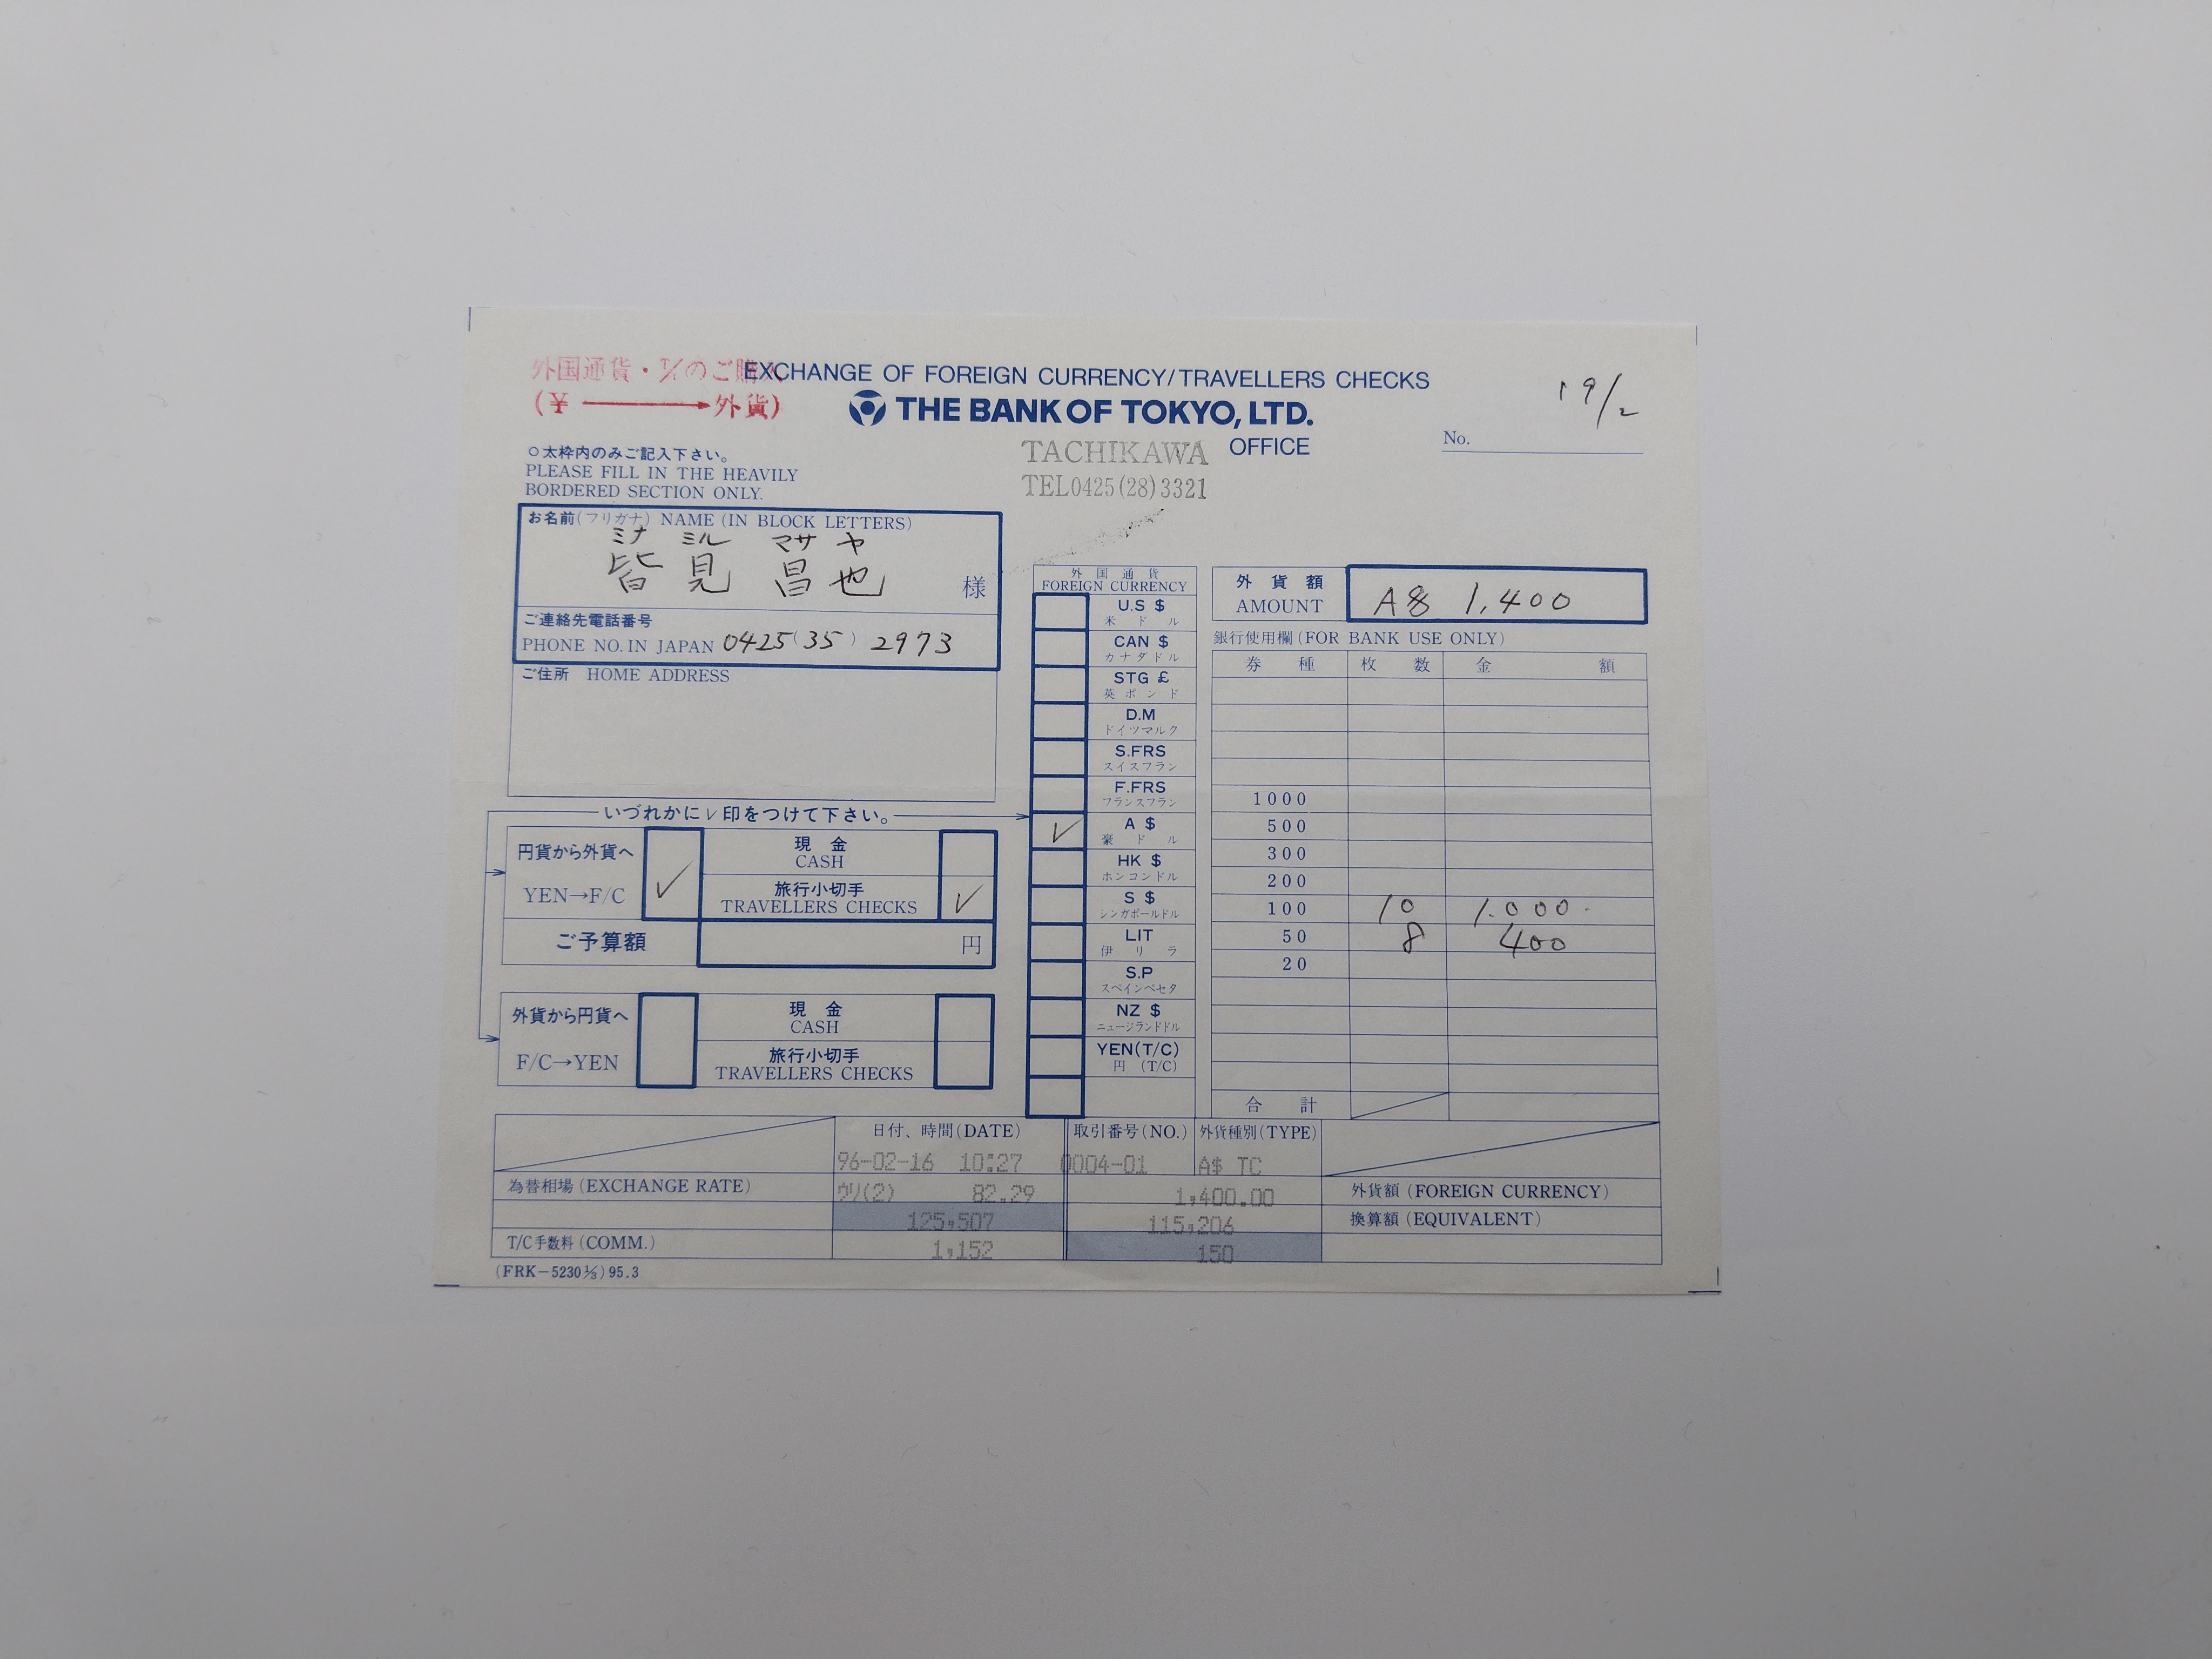 外国通貨・T/Cのご購入
EXCHANGE OF FOREIGN CURRENCY/TRAVELLERS CHECKS
(¥ → 外貨)
THE BANK OF TOKYO, LTD.
19/2
TACHIKAWA OFFICE
No.
TEL0425(28)3321
○太枠内のみご記入下さい。
PLEASE FILL IN THE HEAVILY
BORDERED SECTION ONLY.
お名前(フリガナ) NAME (IN BLOCK LETTERS)
ミナ ミル マサ ヤ
皆見 昌也 様
ご連絡先電話番号
PHONE NO. IN JAPAN 0425(35) 2973
ご住所 HOME ADDRESS
いづれかに✓印をつけて下さい。
円貨から外貨へ
YEN→F/C
✓
現金
CASH
旅行小切手
TRAVELLERS CHECKS
✓
ご予算額
円
外貨から円貨へ
F/C→YEN
現金
CASH
旅行小切手
TRAVELLERS CHECKS
外国通貨
FOREIGN CURRENCY
U.S $
米ドル
CAN $
カナダドル
STG £
英ポンド
D.M
ドイツマルク
S.FRS
スイスフラン
F.FRS
フランスフラン
✓ A $
豪ドル
HK $
ホンコンドル
S $
シンガポールドル
LIT
伊リラ
S.P
スペインペセタ
NZ $
ニュージランドドル
YEN(T/C)
円 (T/C)
外貨額
AMOUNT
A$ 1,400
銀行使用欄(FOR BANK USE ONLY)
券種 枚数 金額
1000
500
300
200
100 10 1.000.
50 8 400
20
合計
日付、時間(DATE) 取引番号(NO.) 外貨種別(TYPE)
96-02-16 10:27 0004-01 A$ TC
為替相場(EXCHANGE RATE) ウリ(2) 82.29 1,400.00 外貨額(FOREIGN CURRENCY)
125,507 115,206 換算額(EQUIVALENT)
T/C手数料(COMM.) 1,152 150
(FRK-5230⅓)95.3